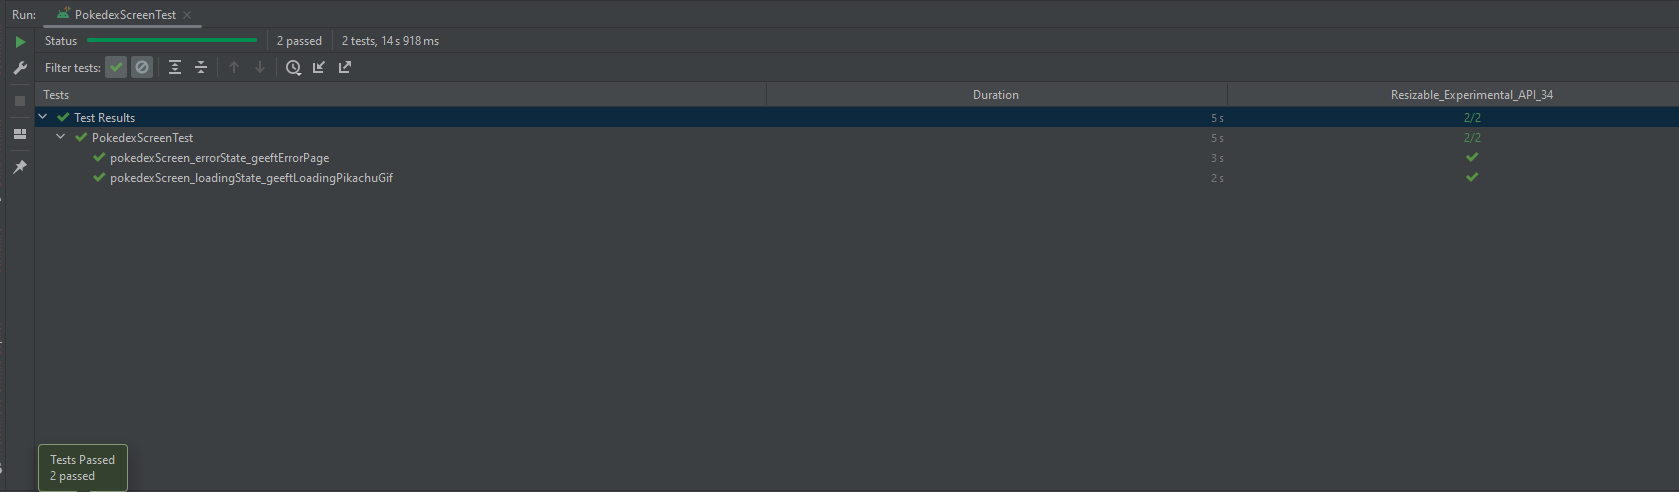 Run: PokedexScreenTest
Status 2 passed 2 tests, 14 s 918 ms
Filter tests:
Tests Duration Resizable_Experimental_API_34
Test Results 5 s 2/2
PokedexScreenTest 5 s 2/2
pokedexScreen_errorState_geeftErrorPage 3 s
pokedexScreen_loadingState_geeftLoadingPikachuGif 2 s
Tests Passed
2 passed